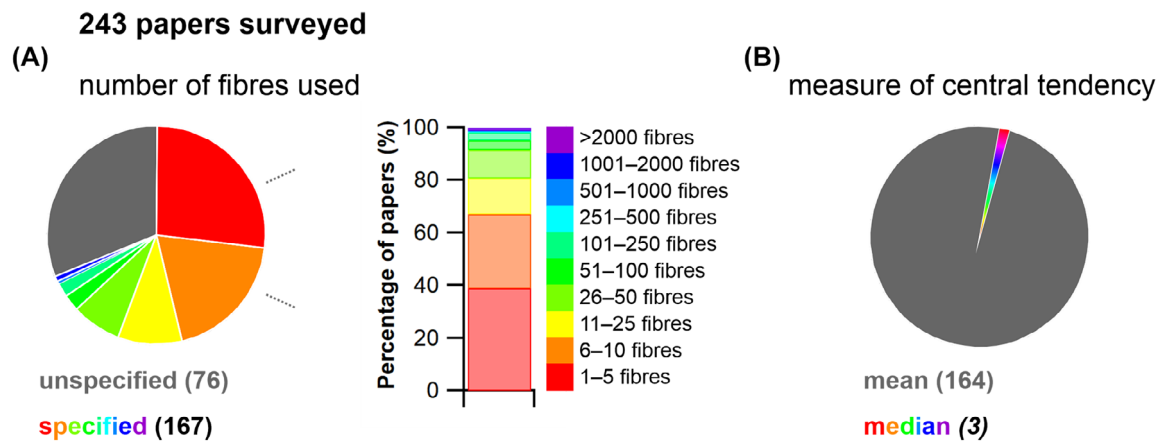 243 papers surveyed
(A)
number of fibres used
unspecified (76)
specified (167)
Percentage of papers (%)
100
80
60
40
20
0
>2000 fibres
1001–2000 fibres
501–1000 fibres
251–500 fibres
101–250 fibres
51–100 fibres
26–50 fibres
11–25 fibres
6–10 fibres
1–5 fibres
(B)
measure of central tendency
mean (164)
median (3)